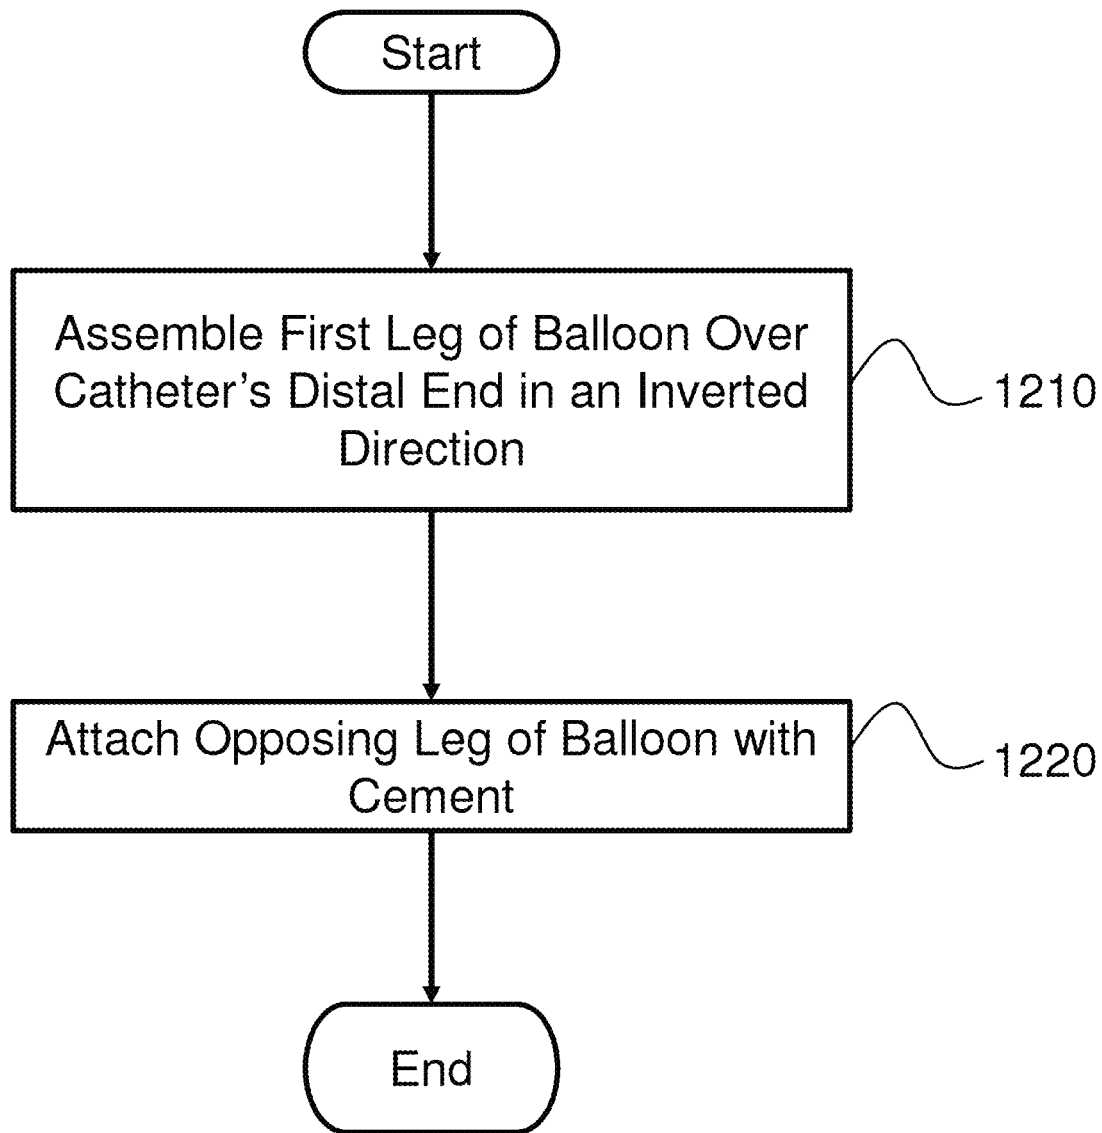 Start
Assemble First Leg of Balloon Over
Catheter's Distal End in an Inverted
Direction
1210
Attach Opposing Leg of Balloon with
Cement
1220
End